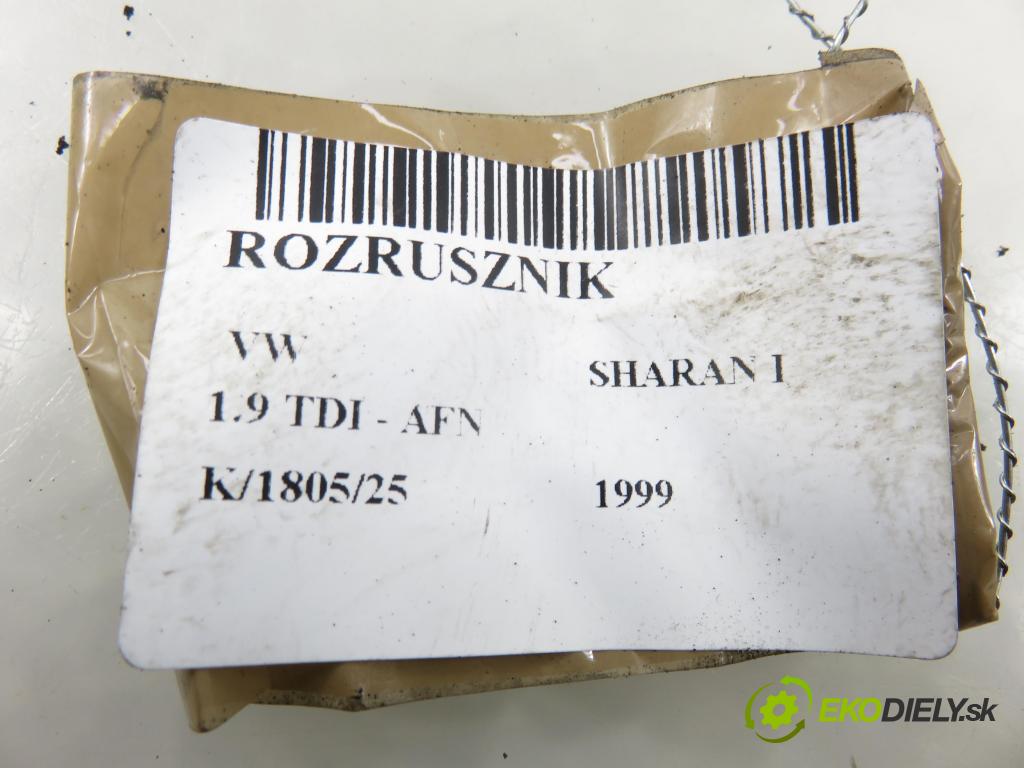 ROZRUSZNIK
VW SHARAN I
1.9 TDI - AFN
K/1805/25 1999
EKODIELY.sk